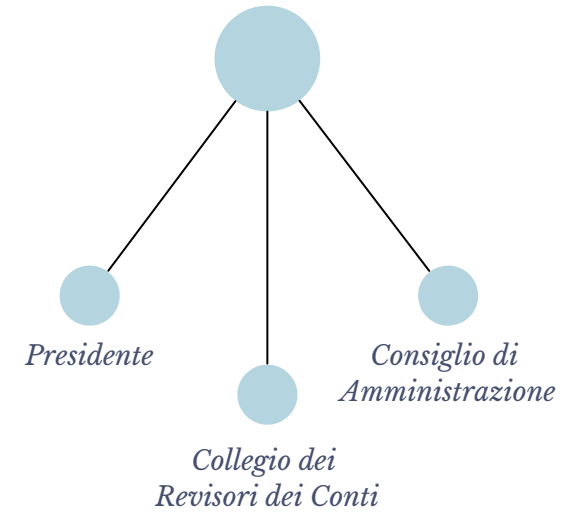 Presidente
Consiglio di
Amministrazione
Collegio dei
Revisori dei Conti